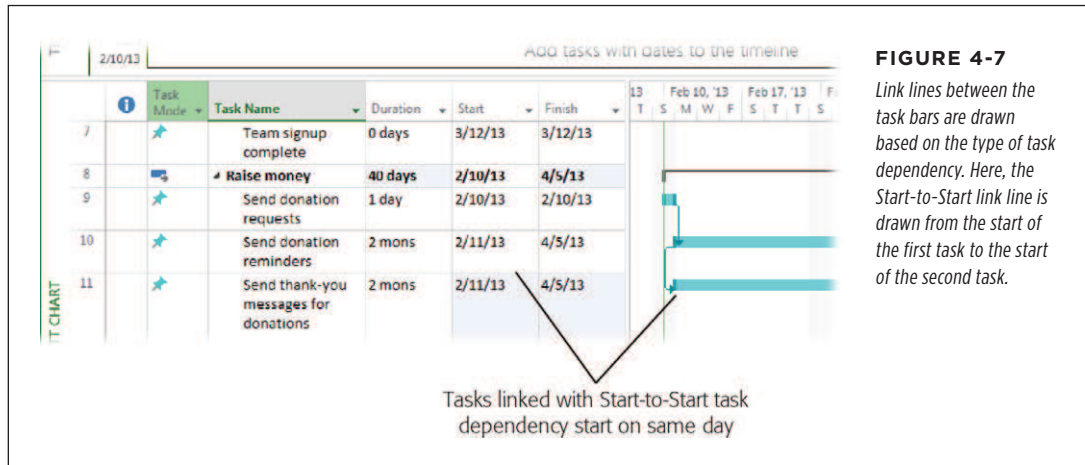 Add tasks with dates to the timeline
2/10/13
Task Mode Task Name Duration Start Finish
13 Feb 10, '13 Feb 17, '13 F
T S M W F S T T S
7 Team signup complete 0 days 3/12/13 3/12/13
8 Raise money 40 days 2/10/13 4/5/13
9 Send donation requests 1 day 2/10/13 2/10/13
10 Send donation reminders 2 mons 2/11/13 4/5/13
11 Send thank-you messages for donations 2 mons 2/11/13 4/5/13
T CHART
Tasks linked with Start-to-Start task
dependency start on same day
FIGURE 4-7
Link lines between the
task bars are drawn
based on the type of task
dependency. Here, the
Start-to-Start link line is
drawn from the start of
the first task to the start
of the second task.